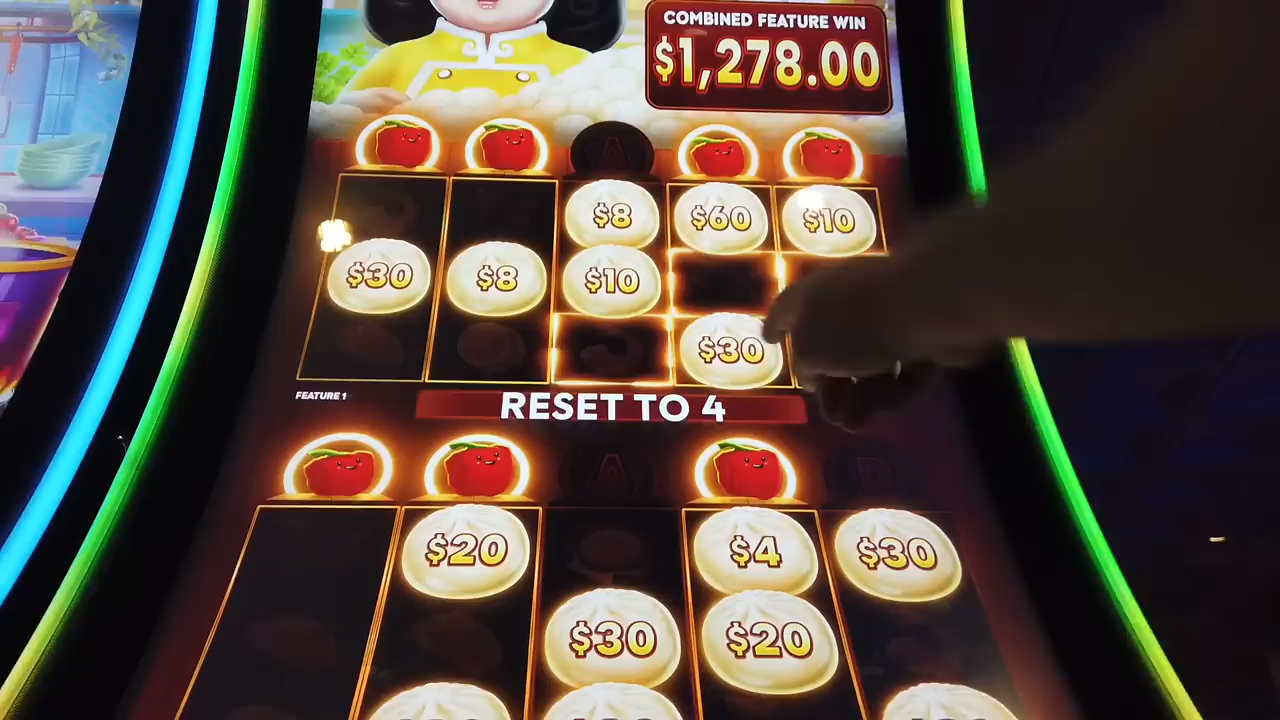 COMBINED FEATURE WIN
$1,278.00
A
$8 $60 $10
$30 $8 $10
$30
FEATURE 1
RESET TO 4
A
$20 $4 $30
$30 $20